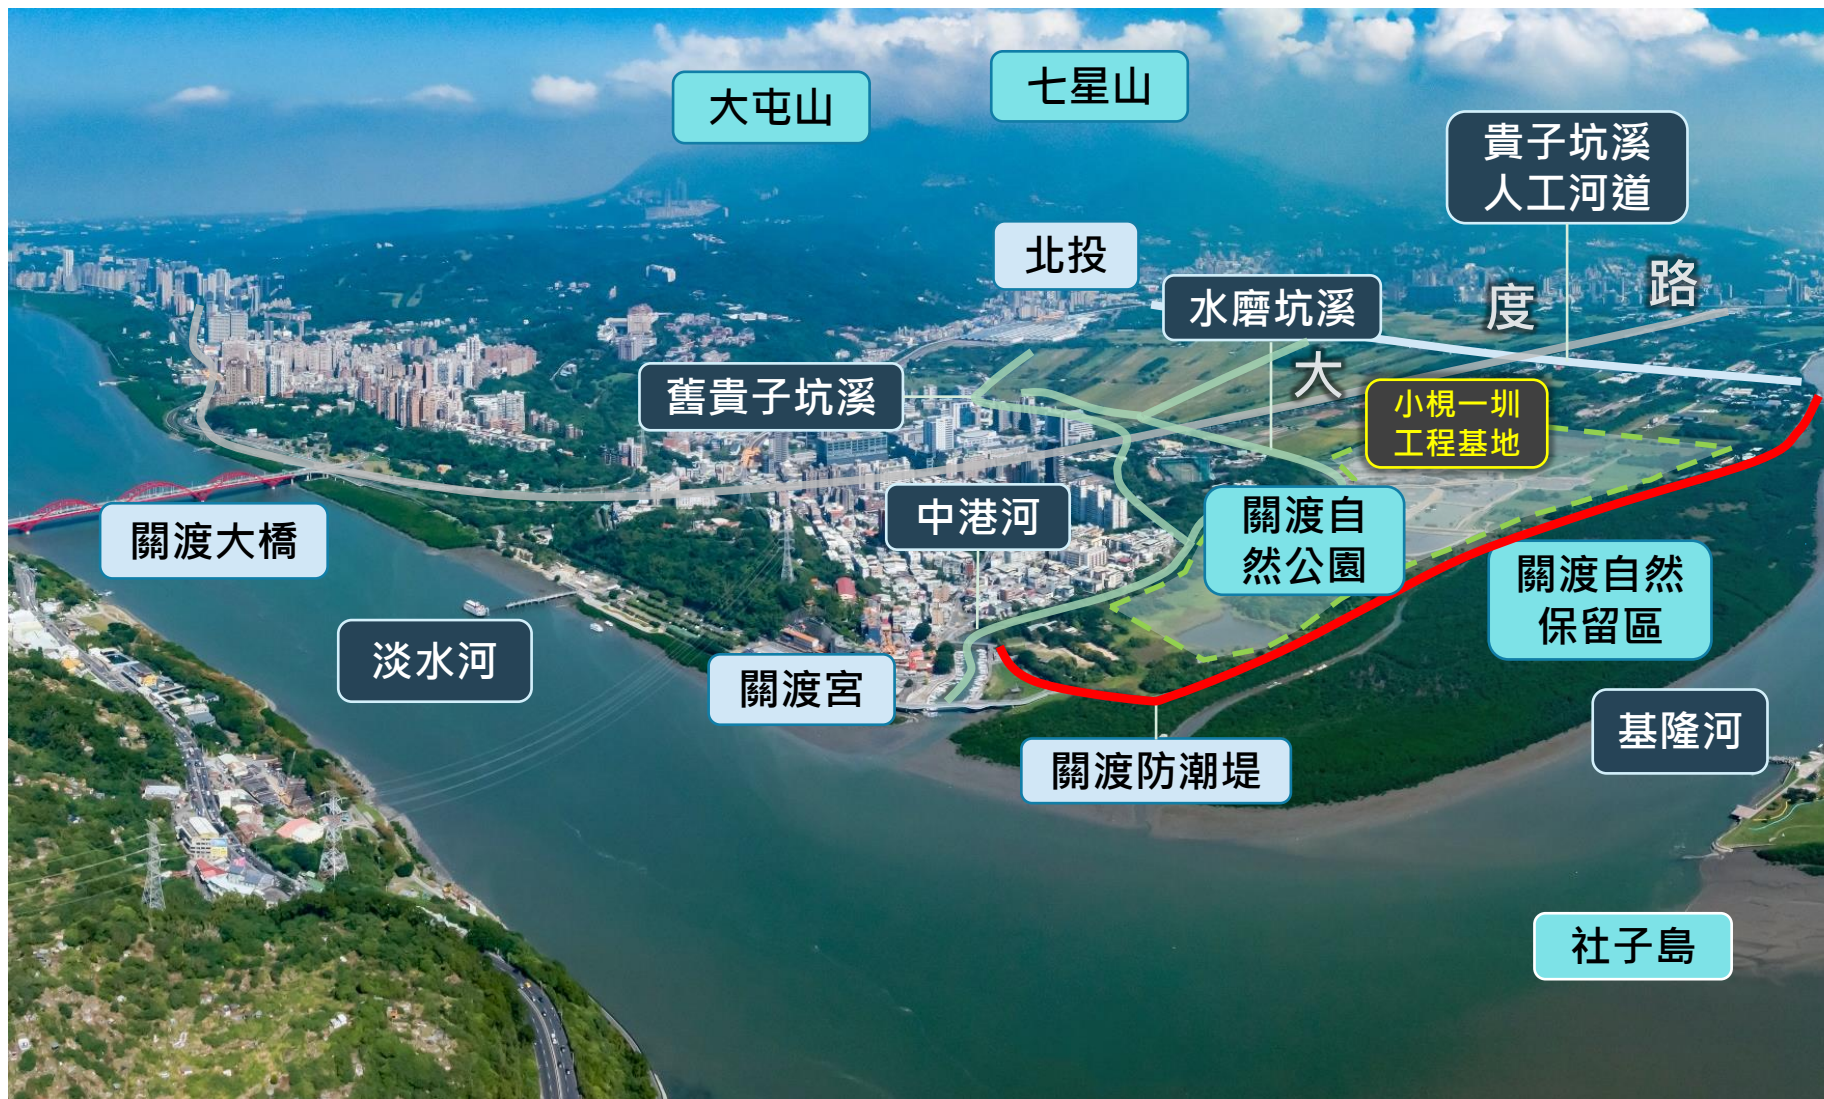 七星山
大屯山
貴子坑溪
人工河道
北投
水磨坑溪
大
度
路
舊貴子坑溪
小梘一圳
工程基地
中港河
關渡自
然公園
關渡大橋
關渡自然
保留區
淡水河
關渡宮
基隆河
關渡防潮堤
社子島